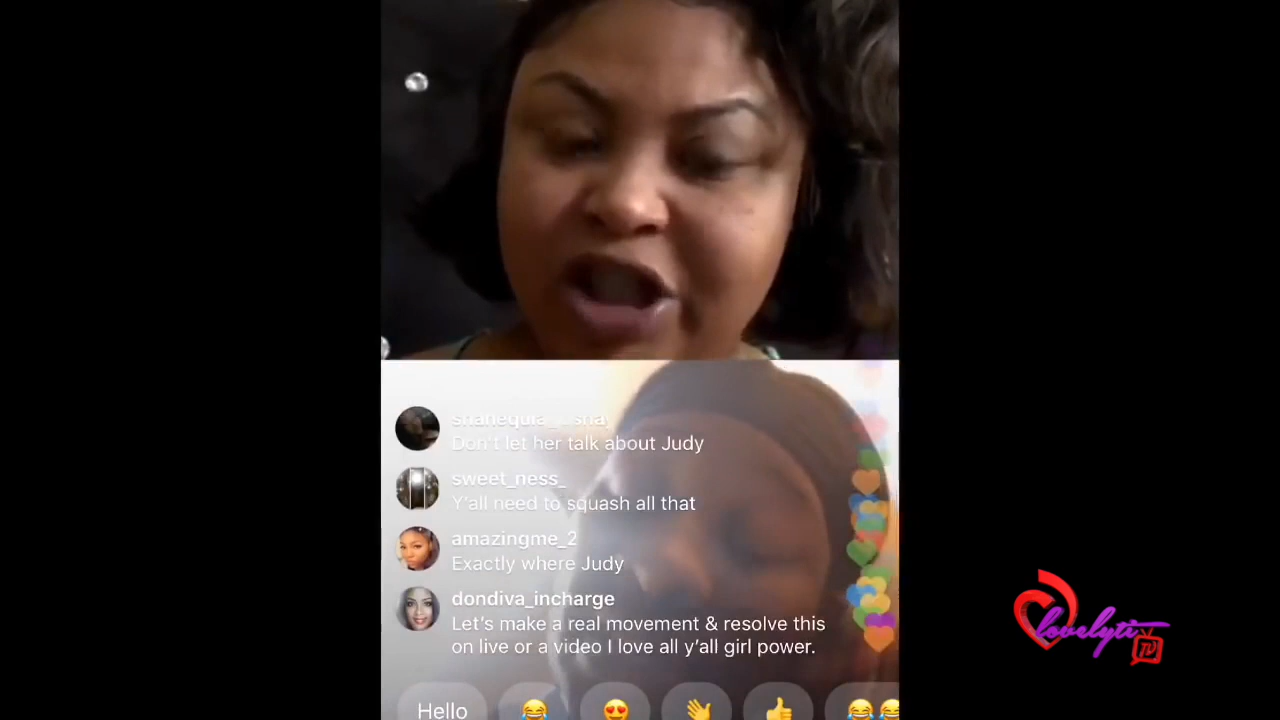 Don't let her talk about Judy
sweet_ness_
Y'all need to squash all that
amazingme_2
Exactly where Judy
dondiva_incharge
Let's make a real movement & resolve this
on live or a video I love all y'all girl power.
Hello
lovelyti
TV